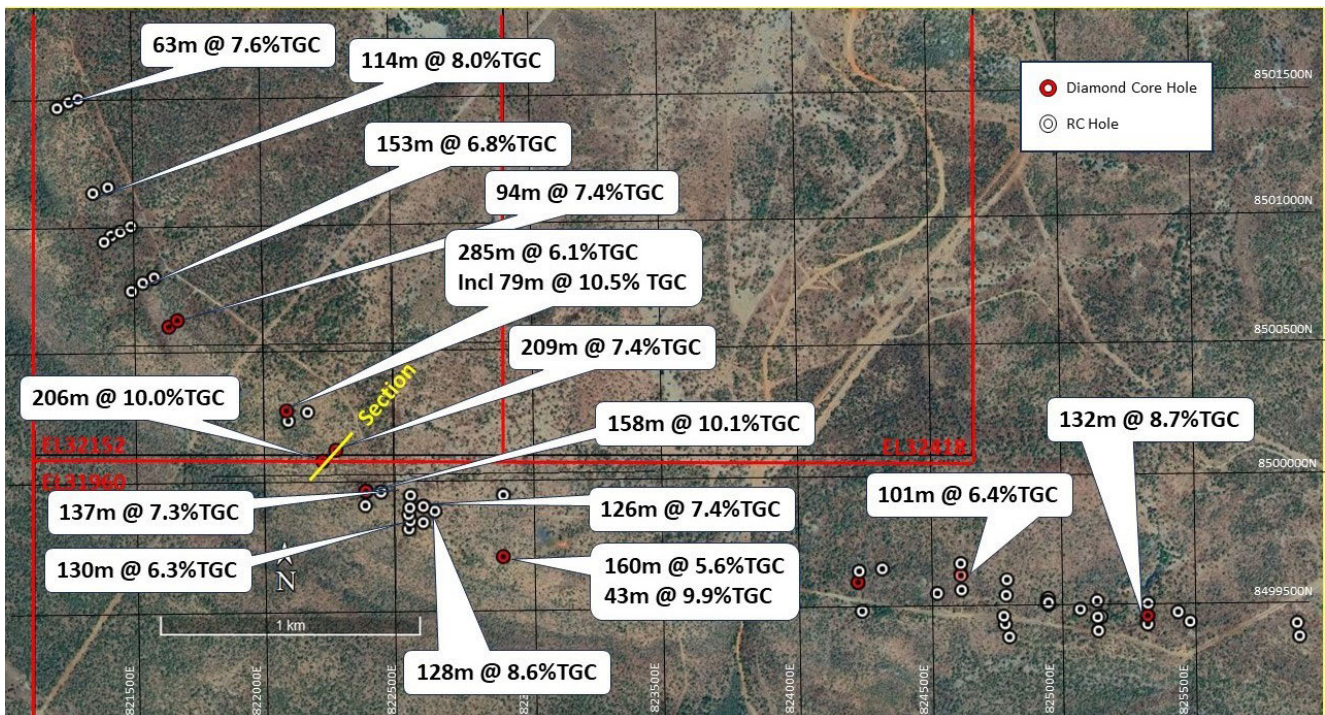 63m @ 7.6%TGC
114m @ 8.0%TGC
8501500N
Diamond Core Hole
RC Hole
153m @ 6.8%TGC
94m @ 7.4%TGC
8501000N
285m @ 6.1%TGC
Incl 79m @ 10.5% TGC
8500500N
209m @ 7.4%TGC
Section
206m @ 10.0%TGC
158m @ 10.1%TGC
132m @ 8.7%TGC
EL32152
EL32418
8500000N
EL31960
101m @ 6.4%TGC
137m @ 7.3%TGC
126m @ 7.4%TGC
130m @ 6.3%TGC
N
160m @ 5.6%TGC
43m @ 9.9%TGC
8499500N
1 km
128m @ 8.6%TGC
821500E
822000E
822500E
823500E
824000E
824500E
825000E
825500E